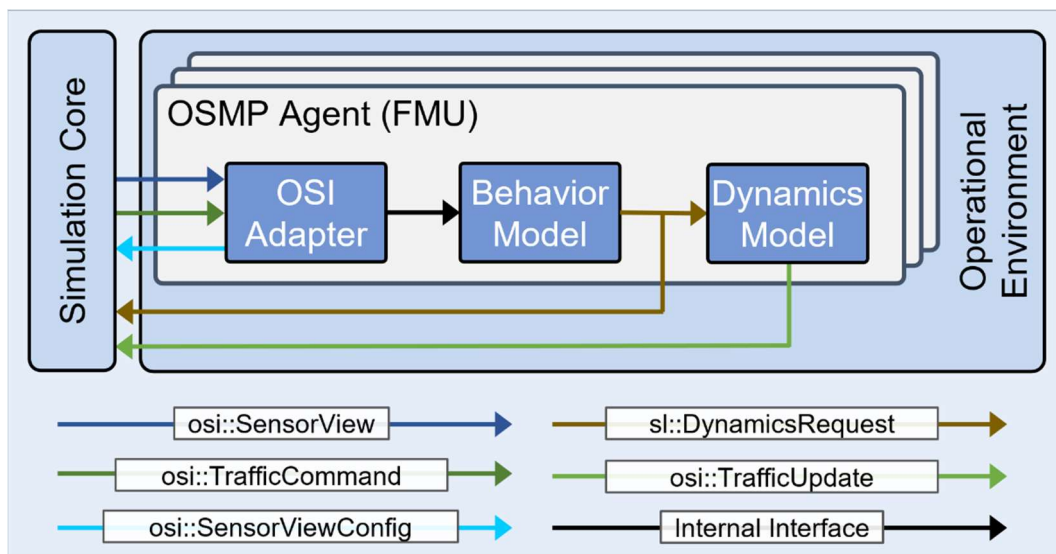 Simulation Core
OSMP Agent (FMU)
OSI
Adapter
Behavior
Model
Dynamics
Model
Operational
Environment
osi::SensorView
sl::DynamicsRequest
osi::TrafficCommand
osi::TrafficUpdate
osi::SensorViewConfig
Internal Interface